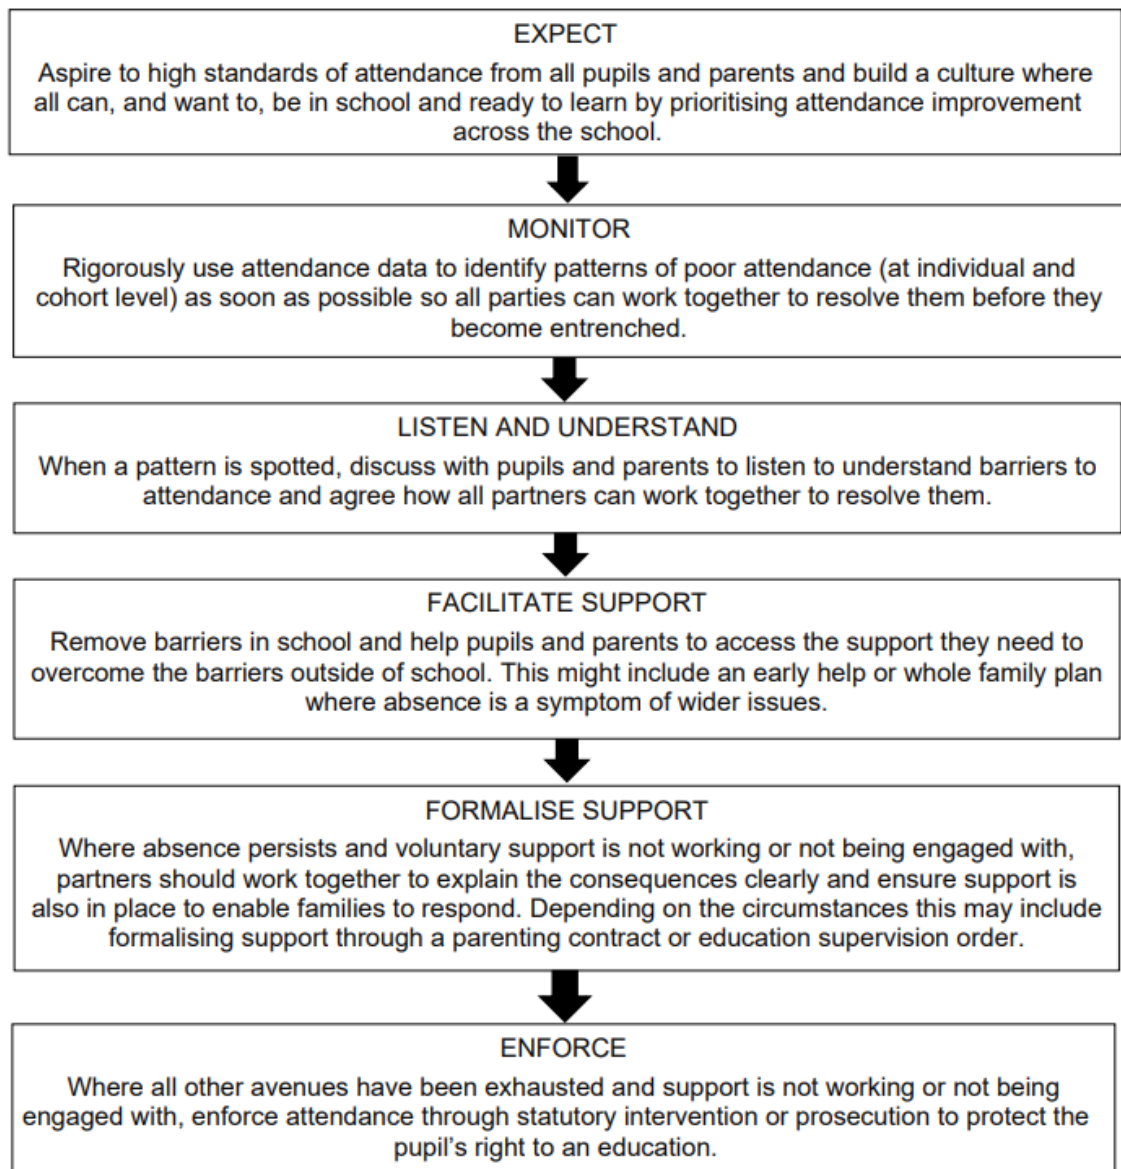 EXPECT
Aspire to high standards of attendance from all pupils and parents and build a culture where
all can, and want to, be in school and ready to learn by prioritising attendance improvement
across the school.
MONITOR
Rigorously use attendance data to identify patterns of poor attendance (at individual and
cohort level) as soon as possible so all parties can work together to resolve them before they
become entrenched.
LISTEN AND UNDERSTAND
When a pattern is spotted, discuss with pupils and parents to listen to understand barriers to
attendance and agree how all partners can work together to resolve them.
FACILITATE SUPPORT
Remove barriers in school and help pupils and parents to access the support they need to
overcome the barriers outside of school. This might include an early help or whole family plan
where absence is a symptom of wider issues.
FORMALISE SUPPORT
Where absence persists and voluntary support is not working or not being engaged with,
partners should work together to explain the consequences clearly and ensure support is
also in place to enable families to respond. Depending on the circumstances this may include
formalising support through a parenting contract or education supervision order.
ENFORCE
Where all other avenues have been exhausted and support is not working or not being
engaged with, enforce attendance through statutory intervention or prosecution to protect the
pupil's right to an education.